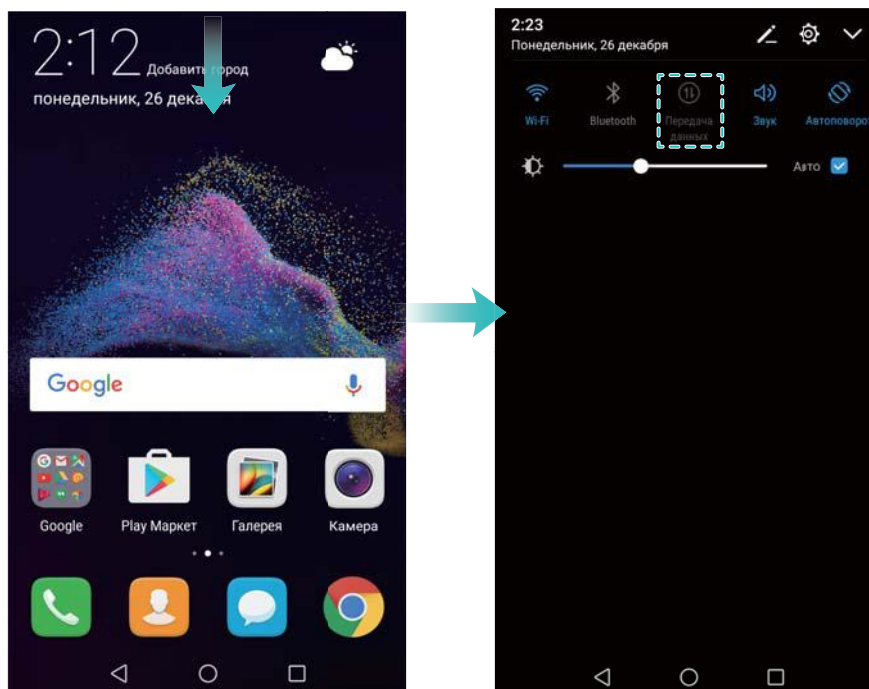 2:12
Добавить город
понедельник, 26 декабря
Google
Google
Play Маркет
Галерея
Камера
2:23
Понедельник, 26 декабря
Wi-Fi
Bluetooth
Передача
данных
Звук
Автоповорот
Авто